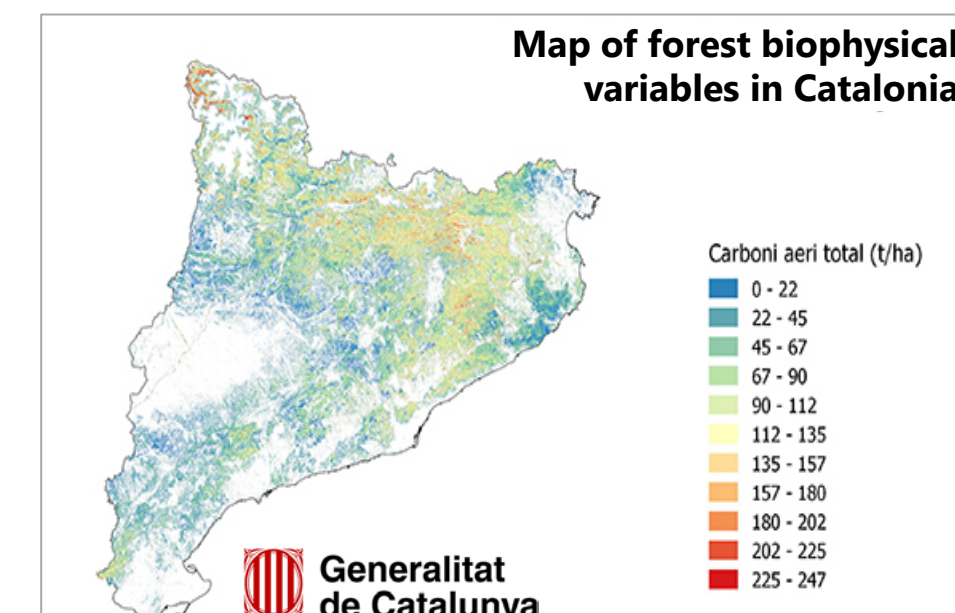 Map of forest biophysical
variables in Catalonia
Carboni aeri total (t/ha)
0 - 22
22 - 45
45 - 67
67 - 90
90 - 112
112 - 135
135 - 157
157 - 180
180 - 202
202 - 225
225 - 247
Generalitat
de Catalunya